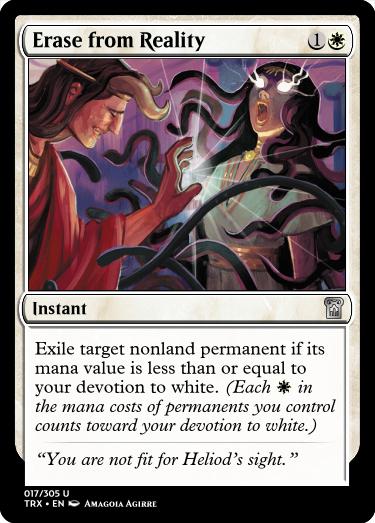 Erase from Reality 1
Instant
Exile target nonland permanent if its
mana value is less than or equal to
your devotion to white. (Each in
the mana costs of permanents you control
counts toward your devotion to white.)
“You are not fit for Heliod’s sight.”
017/305 U
TRX • EN Amagoia Agirre